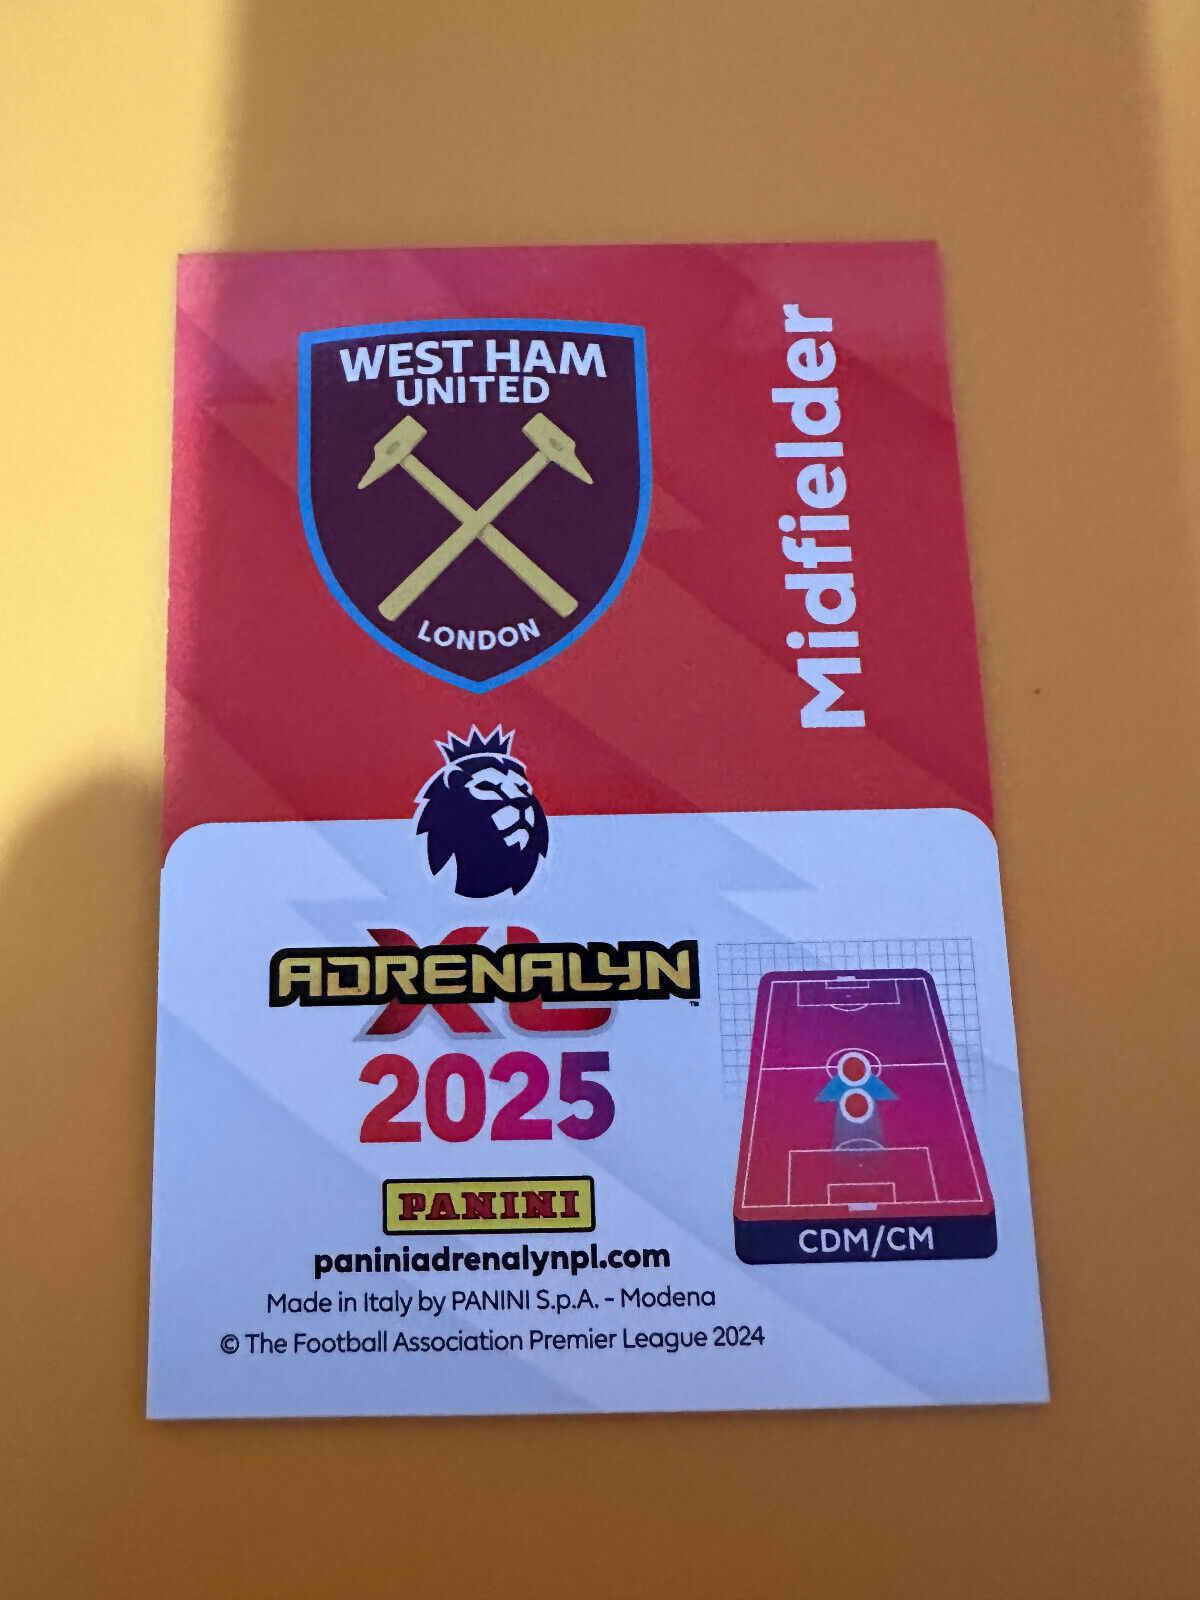 WEST HAM
UNITED
LONDON
Midfielder
ADRENALYN™
XL
2025
PANINI
CDM/CM
paniniadrenalynpl.com
Made in Italy by PANINI S.p.A. - Modena
© The Football Association Premier League 2024